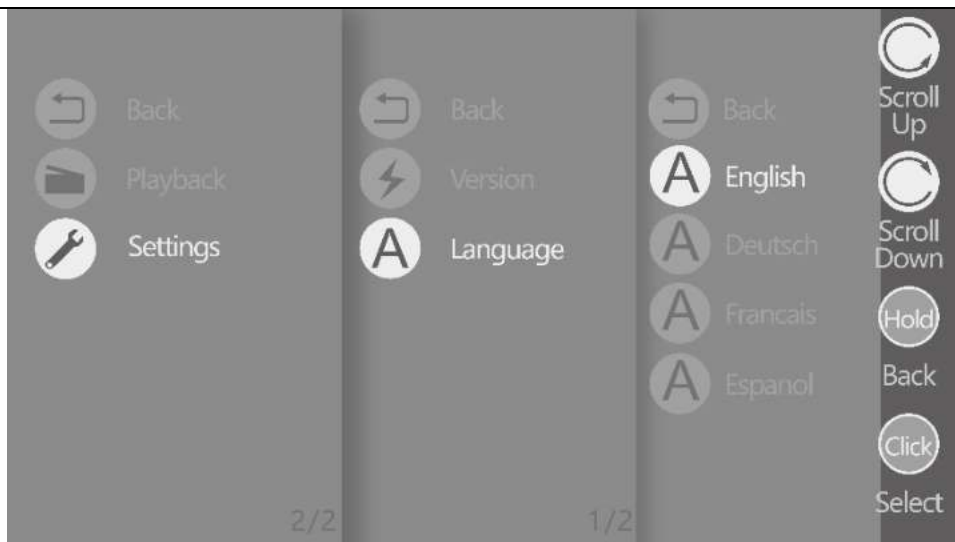 Back
Playback
Settings
2/2
Back
Version
A Language
1/2
Back
A English
A Deutsch
A Francais
A Espanol
Scroll
Up
Scroll
Down
Hold
Back
Click
Select